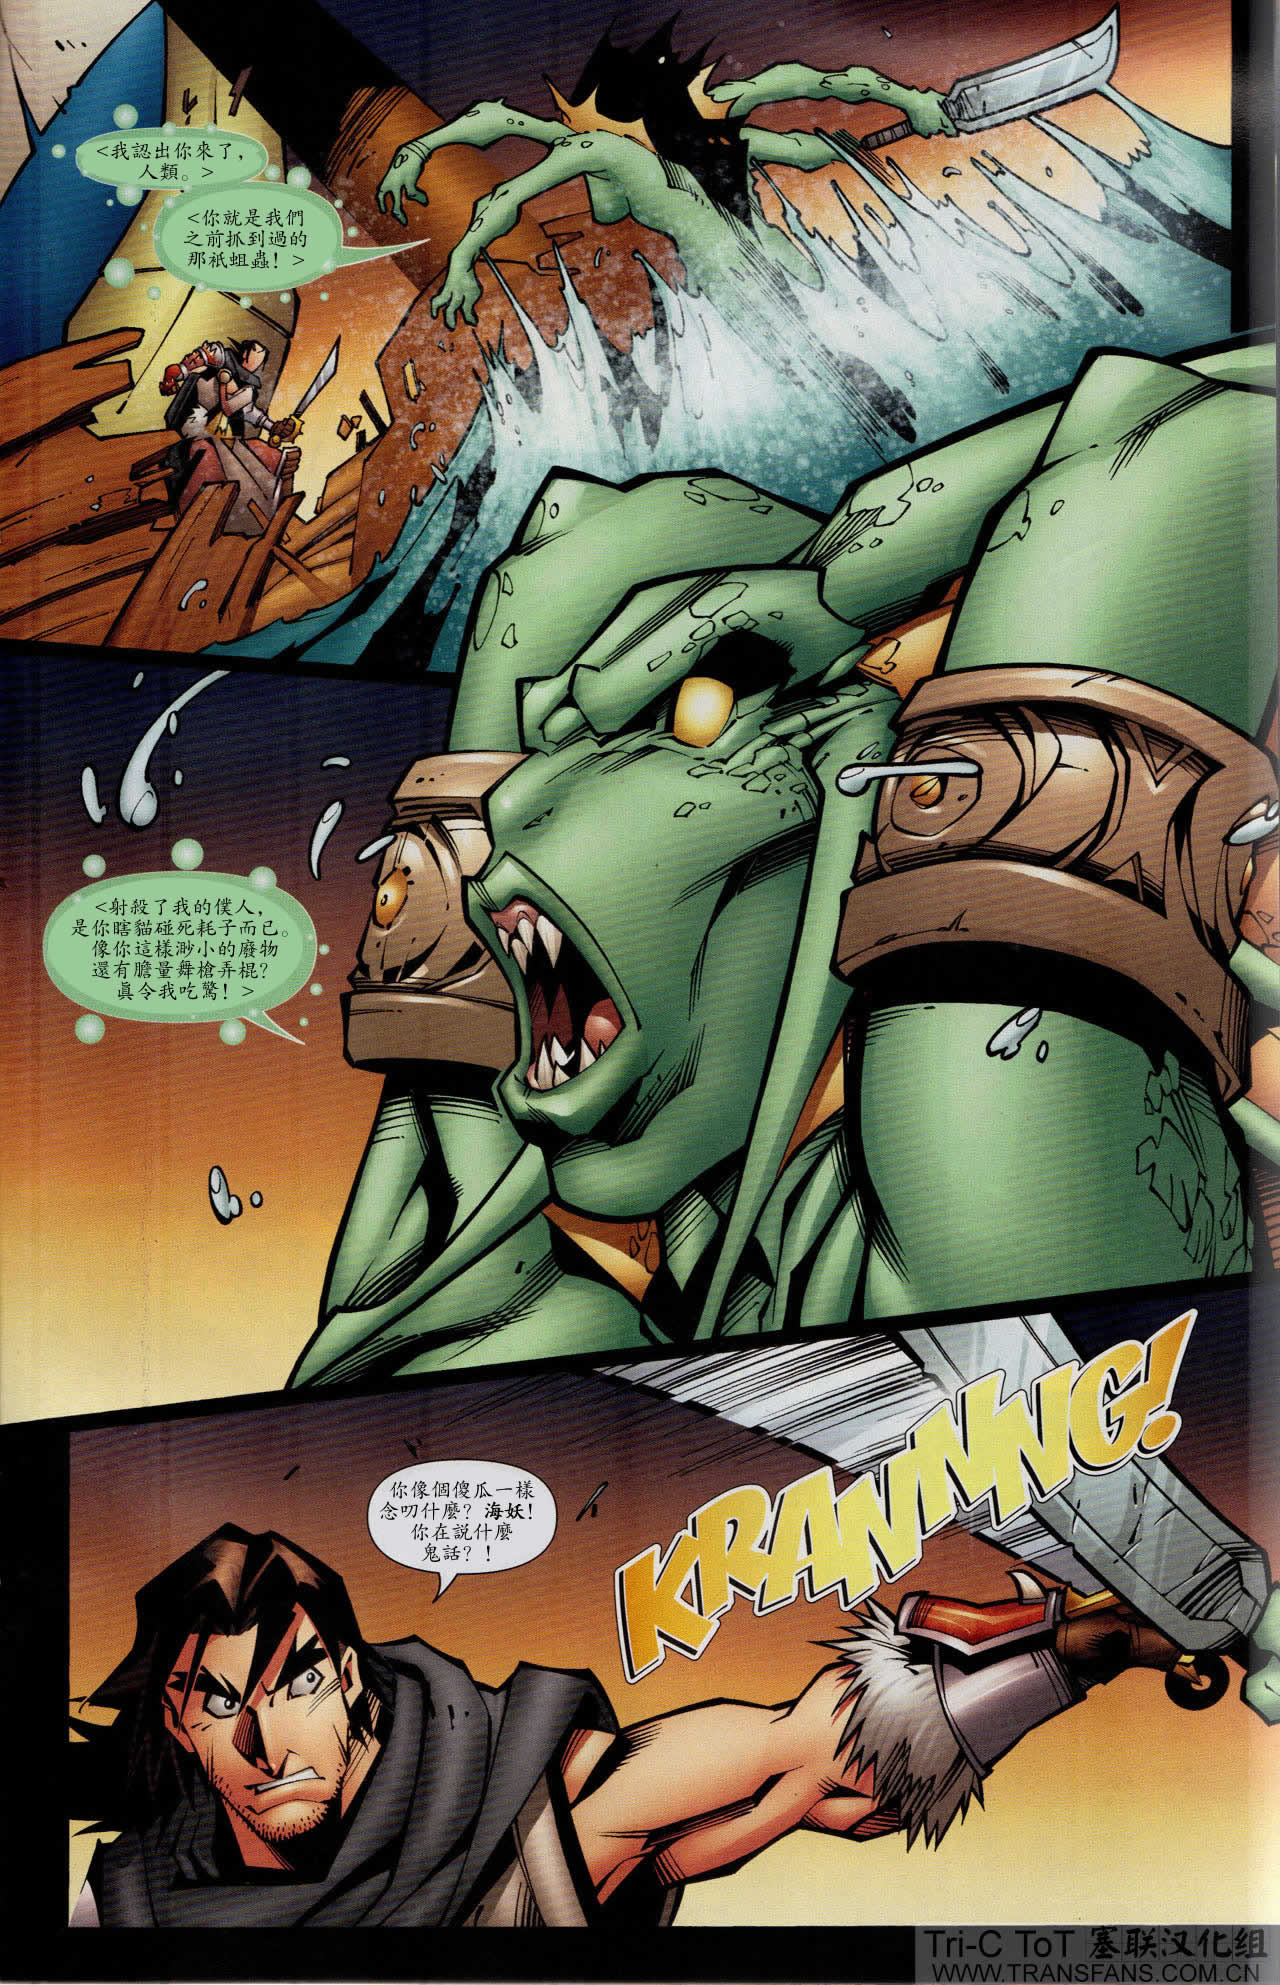 <我認出你來了,
人類。>
<你就是我們
之前抓到過的
那衹蛆蟲! >
<射殺了我的僕人,
是你瞎貓碰死耗子而已。
像你這樣渺小的廢物
還有膽量舞槍弄棍?
真令我吃驚! >
KRANNNG!
你像個傻瓜一樣
念叨什麼? 海妖!
你在説什麼
鬼話? !
Tri-C ToT 塞联汉化组
WWW.TRANSFANS.COM.CN